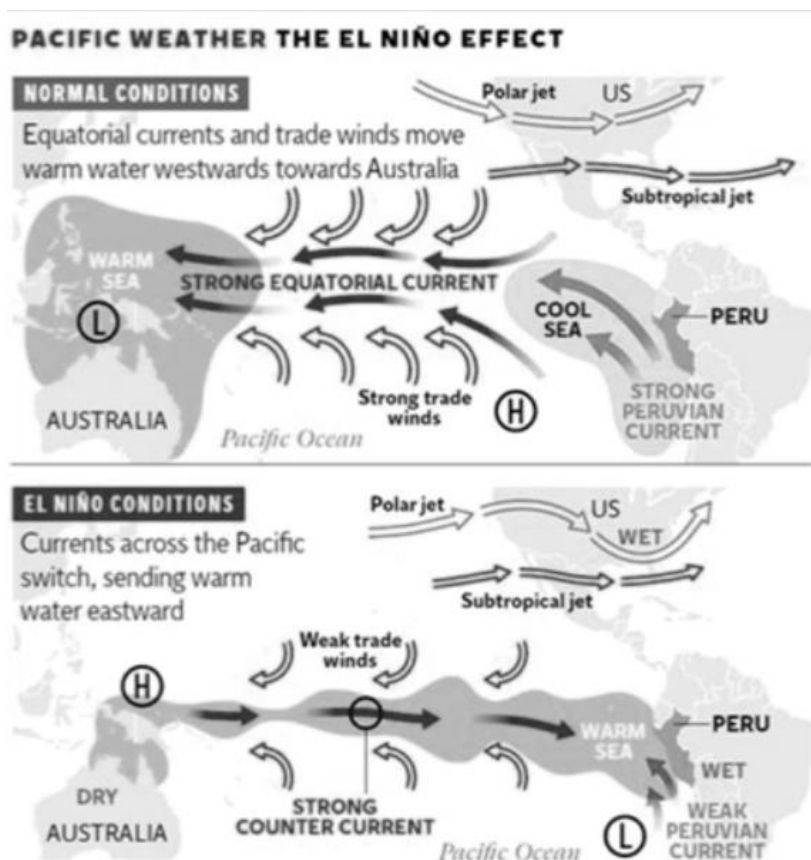 PACIFIC WEATHER THE EL NIÑO EFFECT
NORMAL CONDITIONS
Equatorial currents and trade winds move
warm water westwards towards Australia
Polar jet
US
Subtropical jet
WARM
SEA
L
STRONG EQUATORIAL CURRENT
COOL
SEA
PERU
AUSTRALIA
Strong trade
winds
H
STRONG
PERUVIAN
CURRENT
Pacific Ocean
EL NIÑO CONDITIONS
Currents across the Pacific
switch, sending warm
water eastward
Polar jet
US
WET
Subtropical jet
Weak trade
winds
H
WARM
SEA
PERU
WET
DRY
AUSTRALIA
STRONG
COUNTER CURRENT
L
WEAK
PERUVIAN
CURRENT
Pacific Ocean